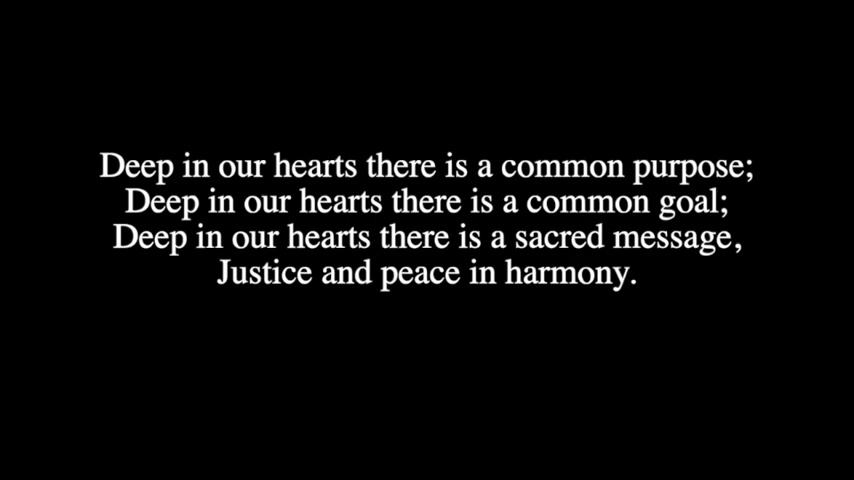 Deep in our hearts there is a common purpose;
Deep in our hearts there is a common goal;
Deep in our hearts there is a sacred message,
Justice and peace in harmony.